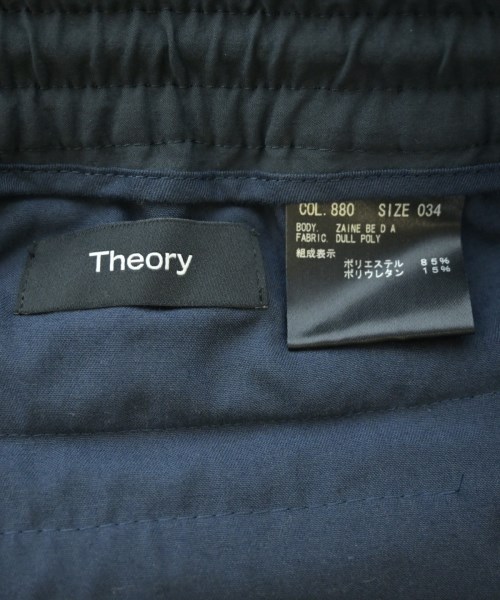 Theory
COL.880 SIZE 034
BODY. ZAINE BE D A
FABRIC. DULL POLY
組成表示
ポリエステル 85%
ポリウレタン 15%